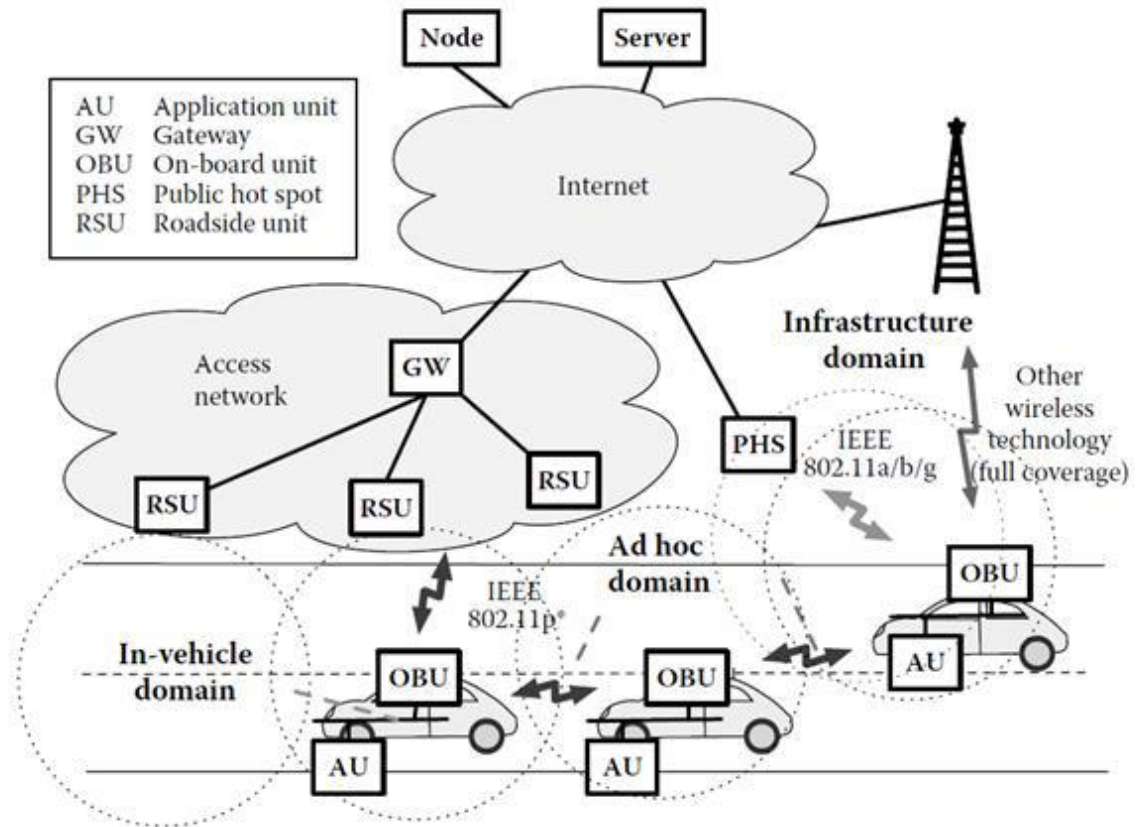 Node
Server
AU Application unit
GW Gateway
OBU On-board unit
PHS Public hot spot
RSU Roadside unit
Internet
Infrastructure
domain
Access
network
GW
Other
wireless
technology
(full coverage)
PHS
IEEE
802.11a/b/g
RSU
RSU
RSU
Ad hoc
domain
OBU
IEEE
802.11p*
In-vehicle
domain
OBU
OBU
AU
AU
AU